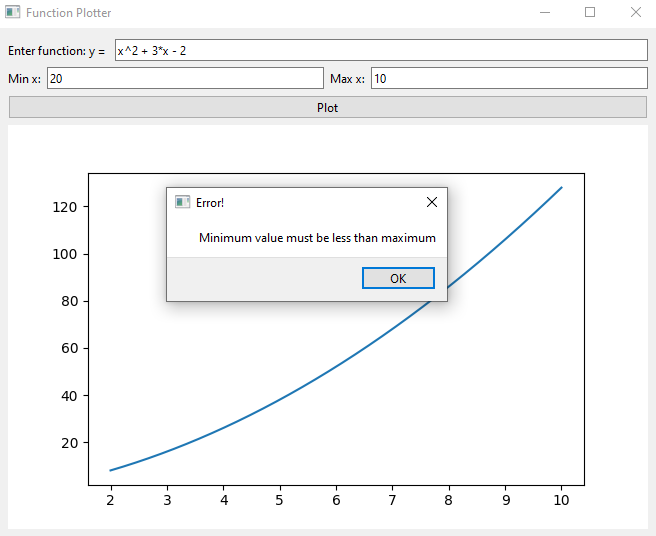 Function Plotter
Enter function: y = x^2 + 3*x - 2
Min x: 20 Max x: 10
Plot
Error!
Minimum value must be less than maximum
OK
120
100
80
60
40
20
2 3 4 5 6 7 8 9 10